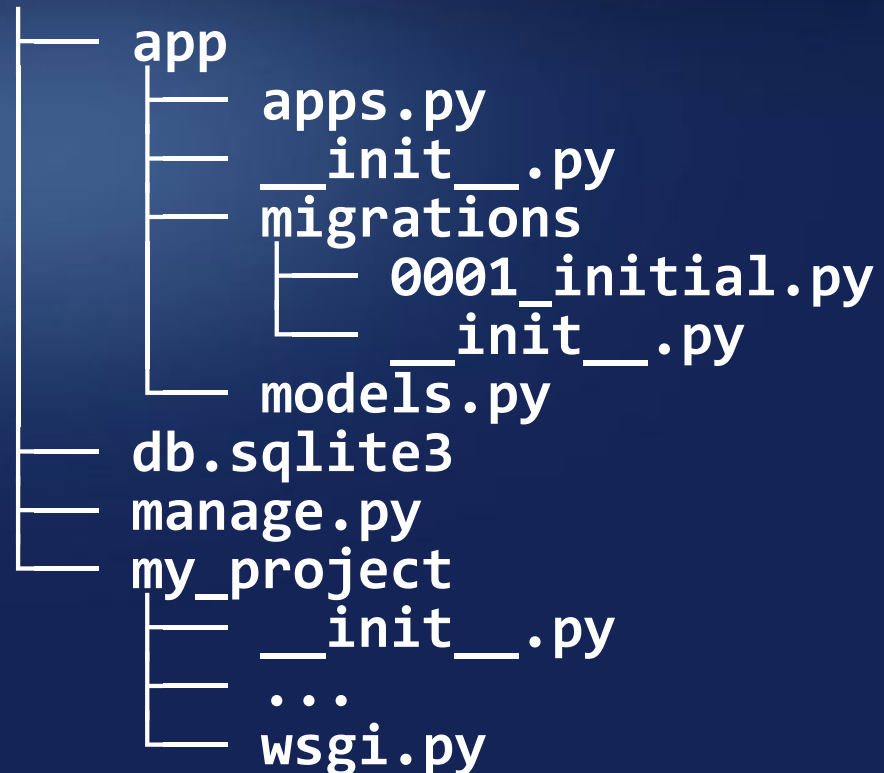 app
apps.py
__init__.py
migrations
0001_initial.py
__init__.py
models.py
db.sqlite3
manage.py
my_project
__init__.py
...
wsgi.py